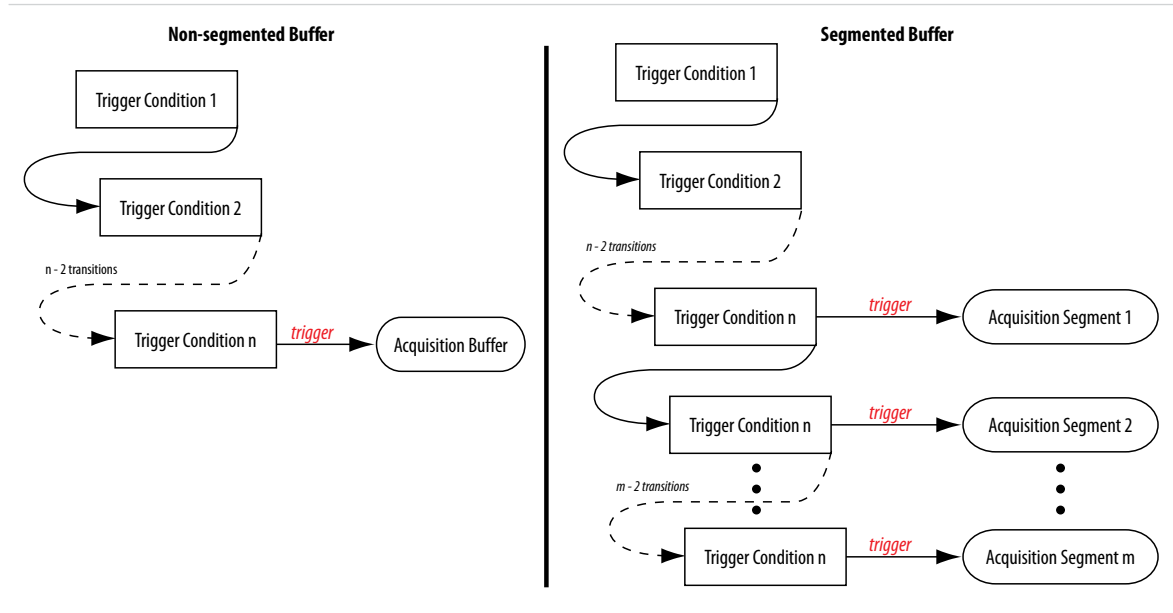 Non-segmented Buffer
Trigger Condition 1
Trigger Condition 2
n - 2 transitions
Trigger Condition n
trigger
Acquisition Buffer
Segmented Buffer
Trigger Condition 1
Trigger Condition 2
n - 2 transitions
Trigger Condition n
trigger
Acquisition Segment 1
Trigger Condition n
trigger
Acquisition Segment 2
m - 2 transitions
Trigger Condition n
trigger
Acquisition Segment m